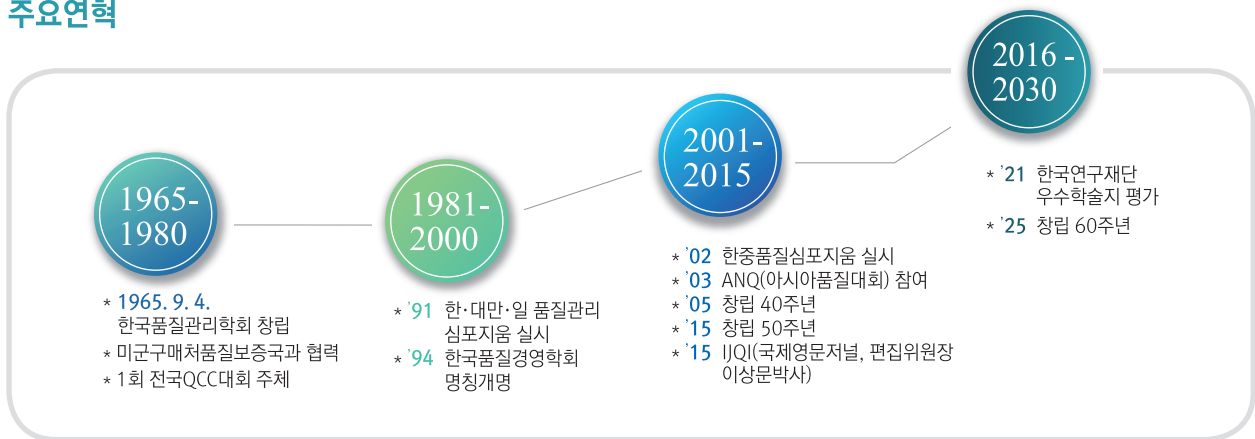 주요연혁
1965-
1980
* 1965. 9. 4.
한국품질관리학회 창립
* 미군구매처품질보증국과 협력
* 1회 전국QCC대회 주체
1981-
2000
* '91 한·대만·일 품질관리
심포지움 실시
* '94 한국품질경영학회
명칭개명
2001-
2015
* '02 한중품질심포지움 실시
* '03 ANQ(아시아품질대회) 참여
* '05 창립 40주년
* '15 창립 50주년
* '15 IJQI(국제영문저널, 편집위원장
이상문박사)
2016 -
2030
* '21 한국연구재단
우수학술지 평가
* '25 창립 60주년